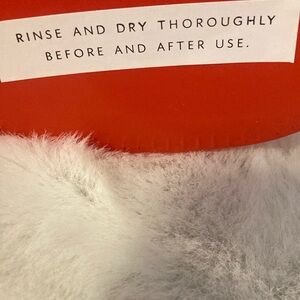 RINSE AND DRY THOROUGHLY
BEFORE AND AFTER USE.